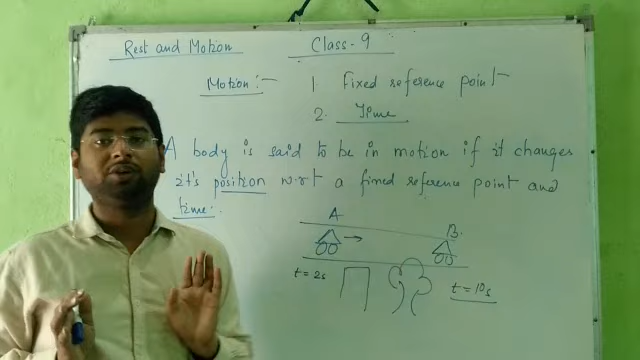 Rest and Motion
Class-9
Motion:- 1. Fixed reference point-
2. Time
A body is said to be in motion if it changes
it's position w.r.t a fixed reference point and
time.
A
B
t = 2s
t = 10s